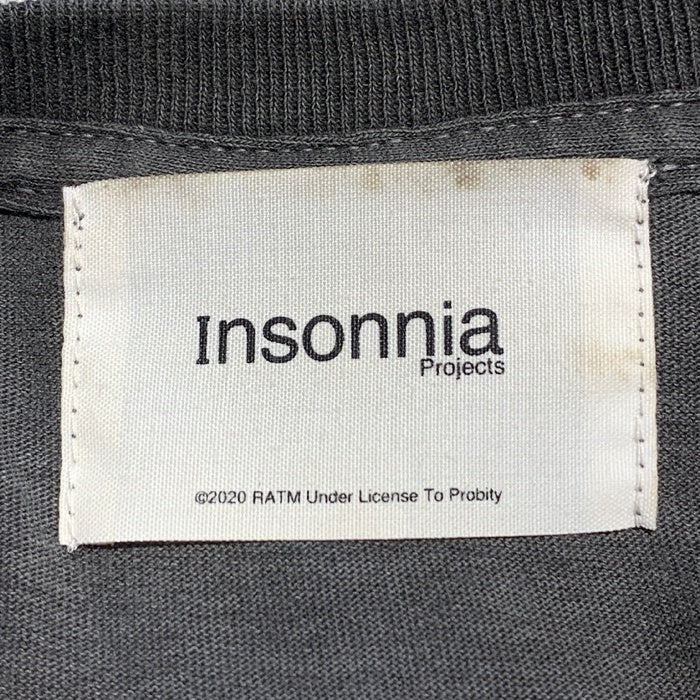 Insonnia
Projects
©2020 RATM Under License To Probity